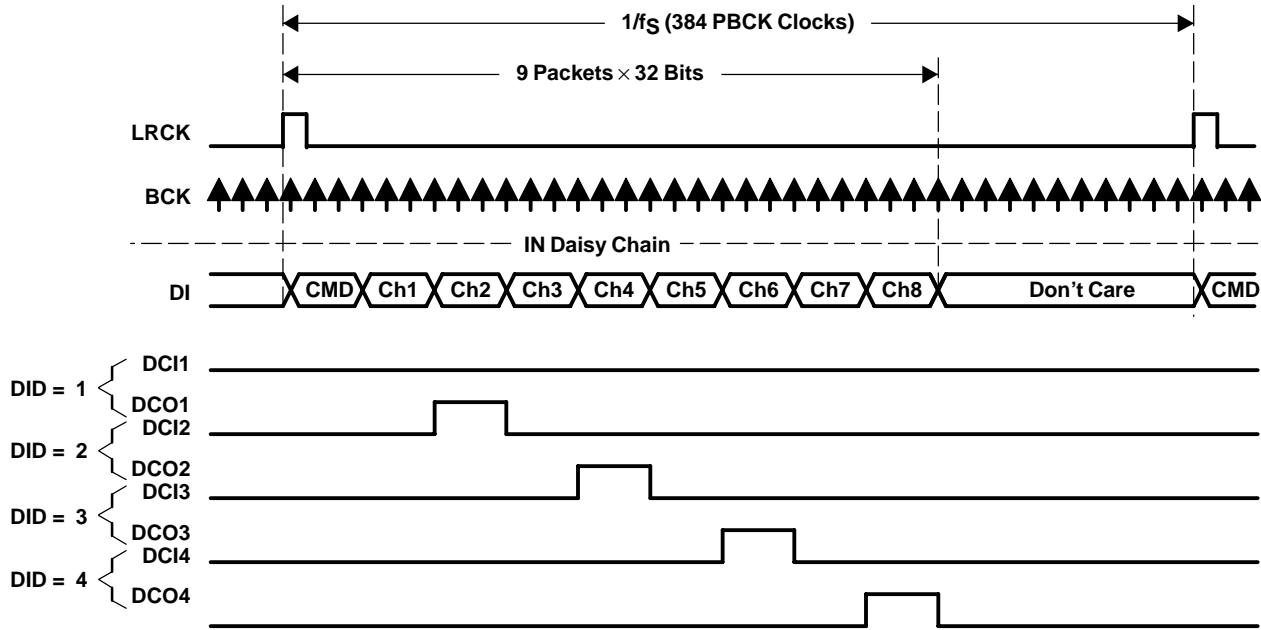 1/fS (384 PBCK Clocks)
9 Packets × 32 Bits
LRCK
BCK
IN Daisy Chain
DI CMD Ch1 Ch2 Ch3 Ch4 Ch5 Ch6 Ch7 Ch8 Don't Care CMD
DCI1
DID = 1
DCO1
DCI2
DID = 2
DCO2
DCI3
DID = 3
DCO3
DCI4
DID = 4
DCO4